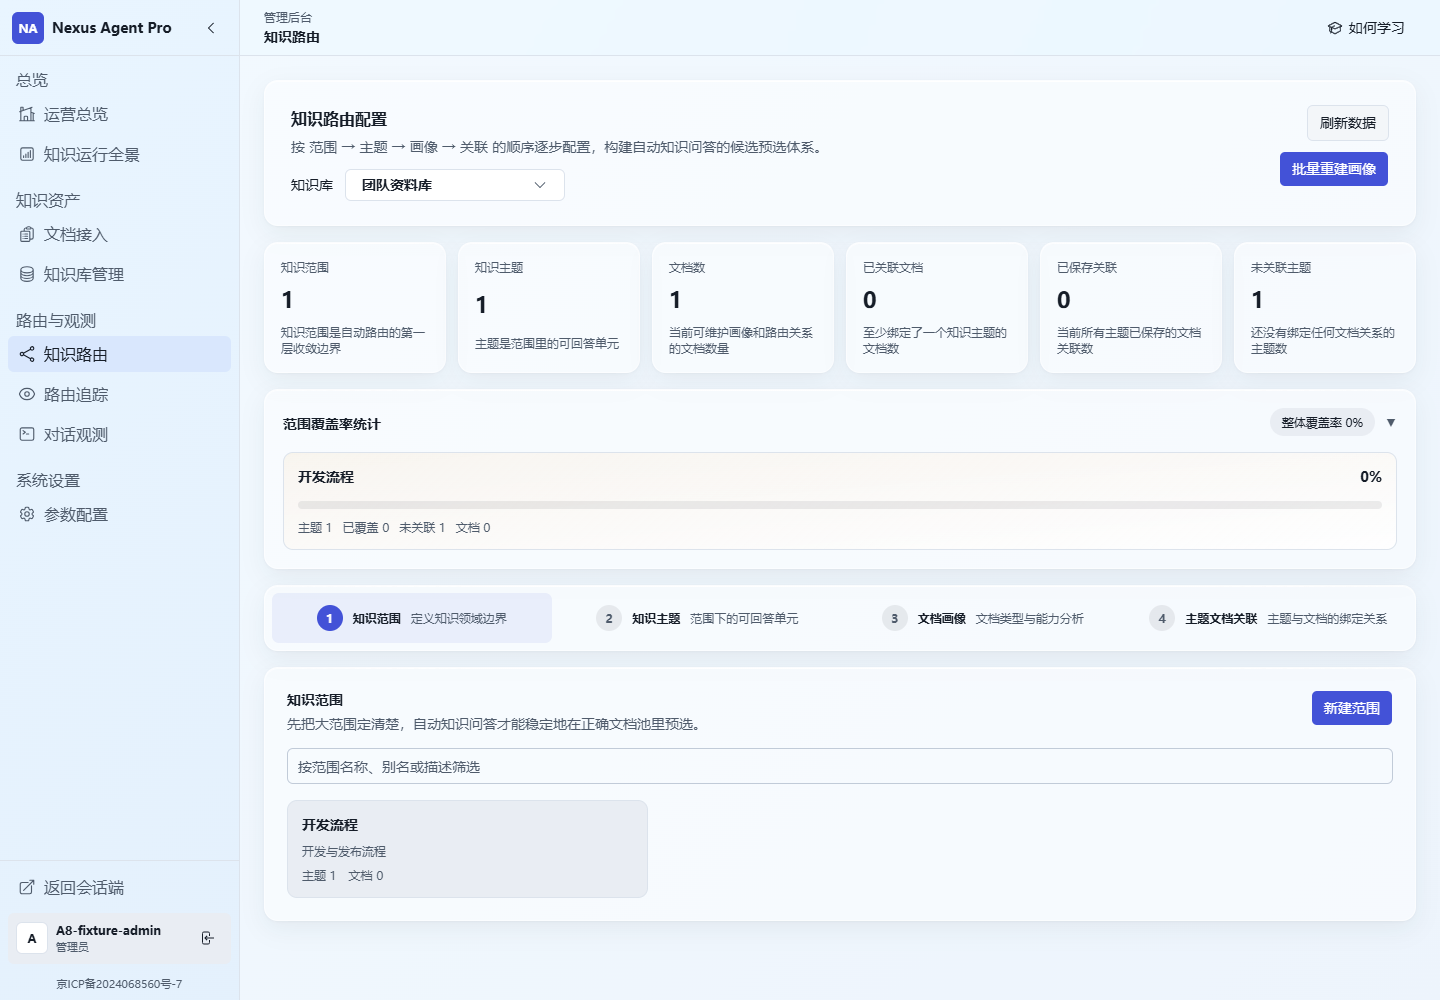 NA Nexus Agent Pro
总览
运营总览
知识运行全景
知识资产
文档接入
知识库管理
路由与观测
知识路由
路由追踪
对话观测
系统设置
参数配置
返回会话端
A A8-fixture-admin
管理员
京ICP备2024068560号-7
管理后台
知识路由
如何学习
知识路由配置
按 范围 → 主题 → 画像 → 关联 的顺序逐步配置，构建自动知识问答的候选预选体系。
知识库 团队资料库
刷新数据
批量重建画像
知识范围
1
知识范围是自动路由的第一
层收敛边界
知识主题
1
主题是范围里的可回答单元
文档数
1
当前可维护画像和路由关系
的文档数量
已关联文档
0
至少绑定了一个知识主题的
文档数
已保存关联
0
当前所有主题已保存的文档
关联数
未关联主题
1
还没有绑定任何文档关系的
主题数
范围覆盖率统计
整体覆盖率 0% ▼
开发流程 0%
主题 1 已覆盖 0 未关联 1 文档 0
1 知识范围 定义知识领域边界
2 知识主题 范围下的可回答单元
3 文档画像 文档类型与能力分析
4 主题文档关联 主题与文档的绑定关系
知识范围
先把大范围定清楚，自动知识问答才能稳定地在正确文档池里预选。
新建范围
按范围名称、别名或描述筛选
开发流程
开发与发布流程
主题 1 文档 0